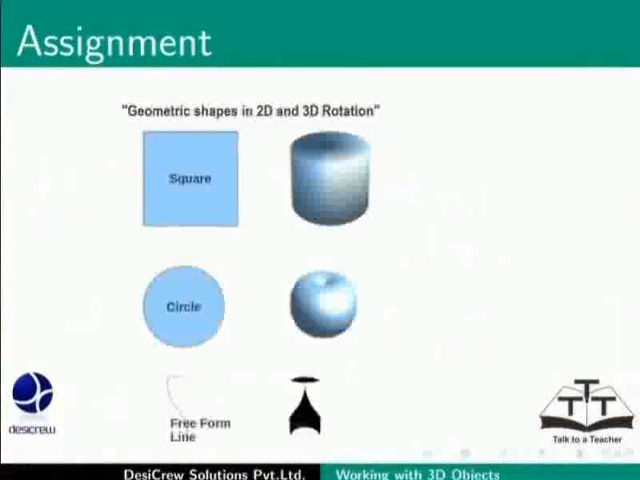 Assignment
"Geometric shapes in 2D and 3D Rotation"
Square
Circle
Free Form
Line
desicrew
TTT
Talk to a Teacher
DesiCrew Solutions Pvt.Ltd.
Working with 3D Objects